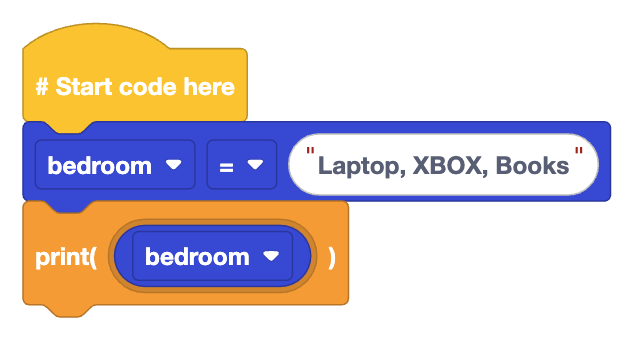 # Start code here
bedroom = "Laptop, XBOX, Books"
print( bedroom )